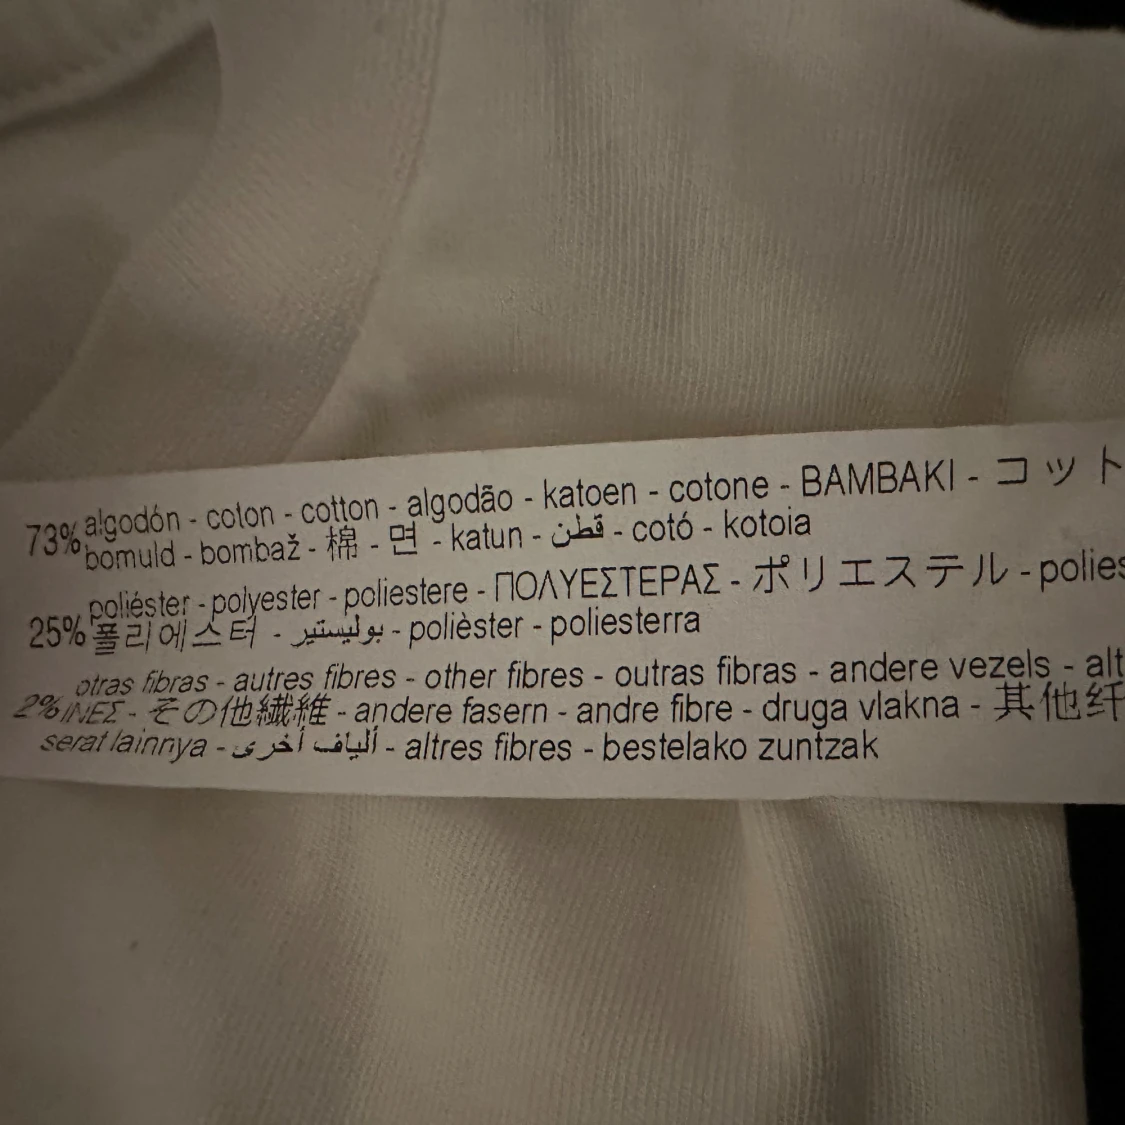 73% algodón - coton - cotton - algodão - katoen - cotone - BAMBAKI - コット
bomuld - bombaž - 棉 - 면 - katun - قطن - cotó - kotoia
25% poliéster - polyester - poliestere - ΠΟΛΥΕΣΤΕΡΑΣ - ポリエステル - polies
폴리에스터 - بوليستير - polièster - poliesterra
2% otras fibras - autres fibres - other fibres - outras fibras - andere vezels - alt
ΙΝΕΣ - その他繊維 - andere fasern - andre fibre - druga vlakna - 其他纤
serat lainnya - ألياف أخرى - altres fibres - bestelako zuntzak